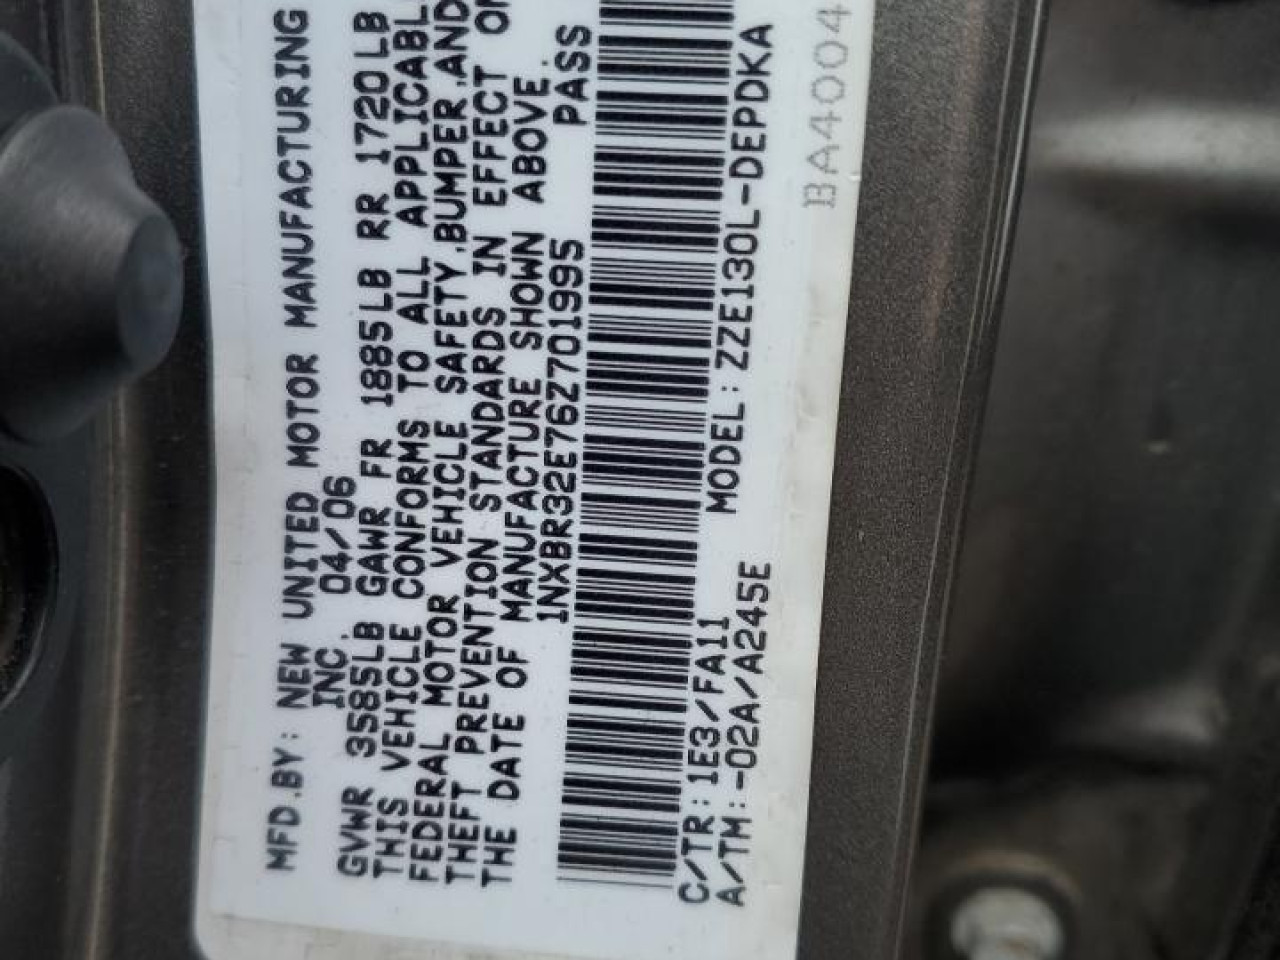 MFD.BY: NEW UNITED MOTOR MANUFACTURING
INC. 04/06
GVWR 3585LB GAWR FR 1885LB RR 1720LB
THIS VEHICLE CONFORMS TO ALL APPLICABL
FEDERAL MOTOR VEHICLE SAFETY,BUMPER,AND
THEFT PREVENTION STANDARDS IN EFFECT ON
THE DATE OF MANUFACTURE SHOWN ABOVE.
1NXBR32E76Z701995 PASS
C/TR: 1E3/FA11 MODEL: ZZE130L-DEPDKA
A/TM: -02A/A245E
BA4004